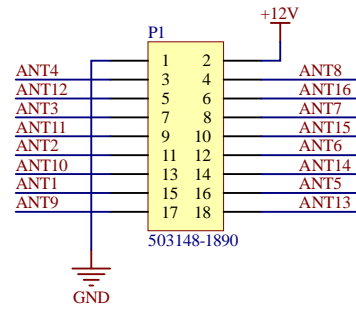 +12V
P1
1 2
ANT4 3 4 ANT8
ANT12 5 6 ANT16
ANT3 7 8 ANT7
ANT11 9 10 ANT15
ANT2 11 12 ANT6
ANT10 13 14 ANT14
ANT1 15 16 ANT5
ANT9 17 18 ANT13
503148-1890
GND